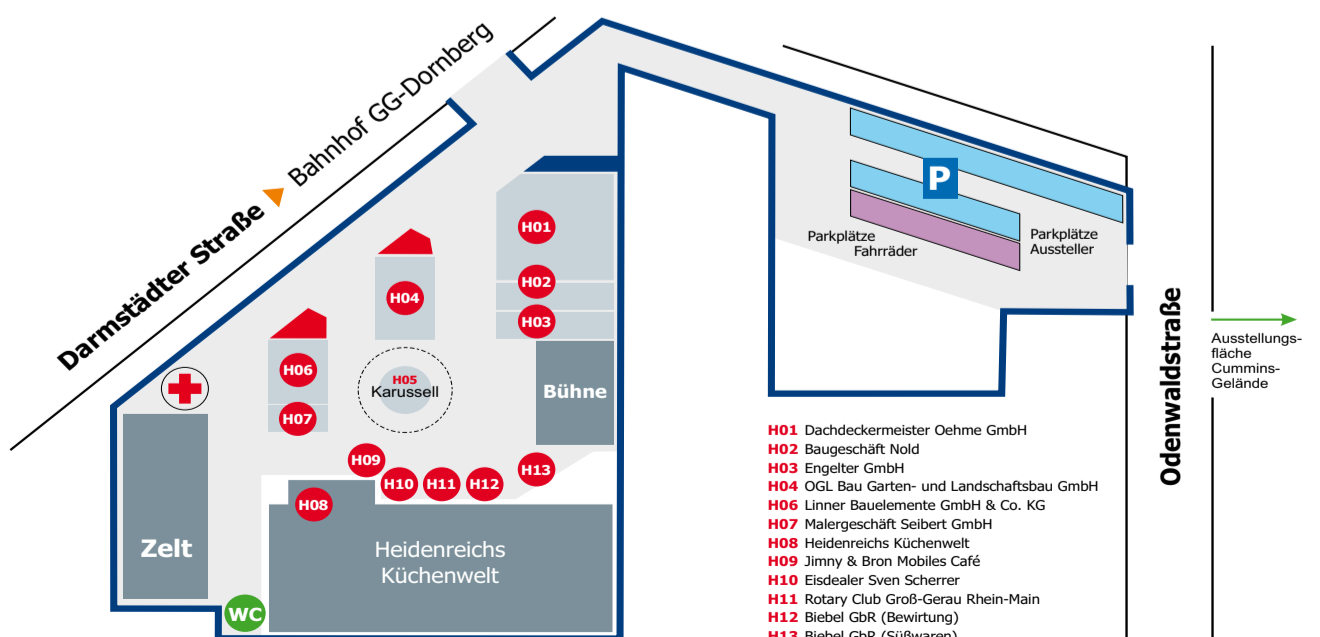 Bahnhof GG-Dornberg
Darmstädter Straße
P
Parkplätze
Fahrräder
Parkplätze
Aussteller
H01
H02
H03
H04
H05
Karussell
H06
H07
Bühne
H09
H10
H11
H12
H13
H08
Zelt
Heidenreichs
Küchenwelt
WC
Odenwaldstraße
Ausstellungs-
fläche
Cummins-
Gelände
H01 Dachdeckermeister Oehme GmbH
H02 Baugeschäft Nold
H03 Engelter GmbH
H04 OGL Bau Garten- und Landschaftsbau GmbH
H06 Linner Bauelemente GmbH & Co. KG
H07 Malergeschäft Seibert GmbH
H08 Heidenreichs Küchenwelt
H09 Jimny & Bron Mobiles Café
H10 Eisdealer Sven Scherrer
H11 Rotary Club Groß-Gerau Rhein-Main
H12 Biebel GbR (Bewirtung)
H13 Biebel GbR (Süßwaren)